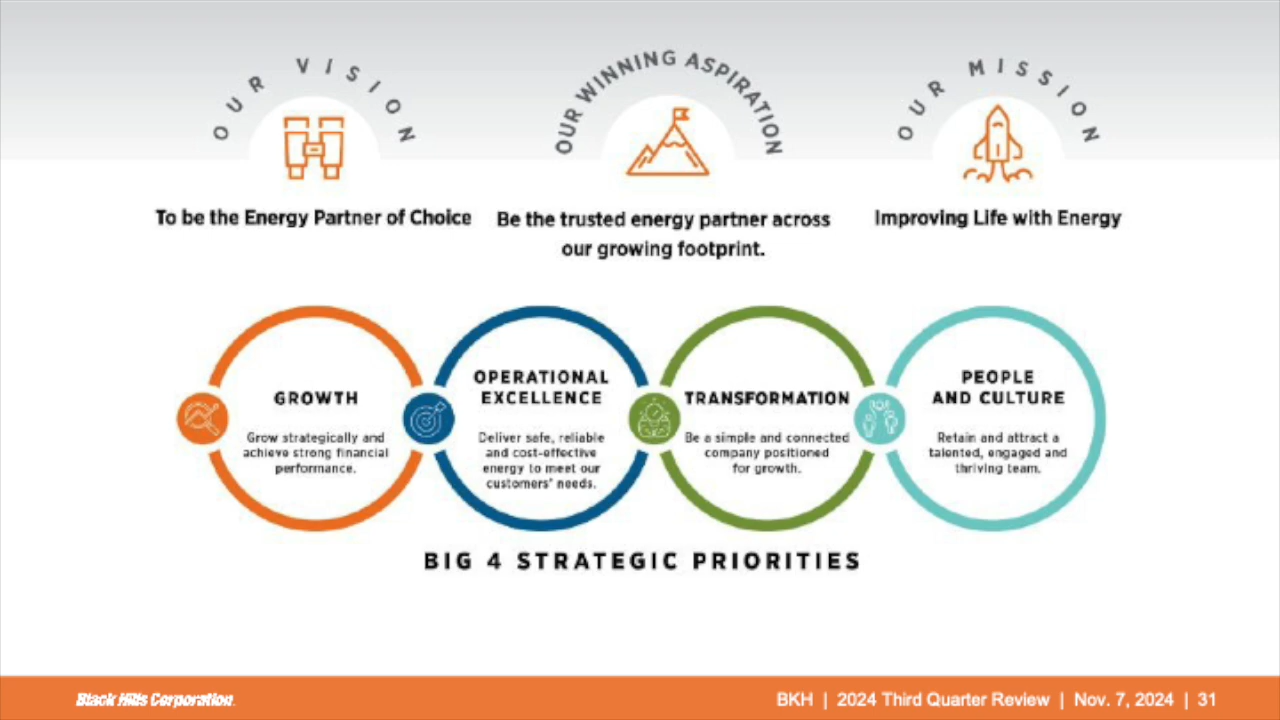 OUR VISION
OUR WINNING ASPIRATION
OUR MISSION
To be the Energy Partner of Choice
Be the trusted energy partner across
our growing footprint.
Improving Life with Energy
GROWTH
Grow strategically and
achieve strong financial
performance.
OPERATIONAL
EXCELLENCE
Deliver safe, reliable
and cost-effective
energy to meet our
customers' needs.
TRANSFORMATION
Be a simple and connected
company positioned
for growth.
PEOPLE
AND CULTURE
Retain and attract a
talented, engaged and
thriving team.
BIG 4 STRATEGIC PRIORITIES
Black Hills Corporation.
BKH | 2024 Third Quarter Review | Nov. 7, 2024 | 31